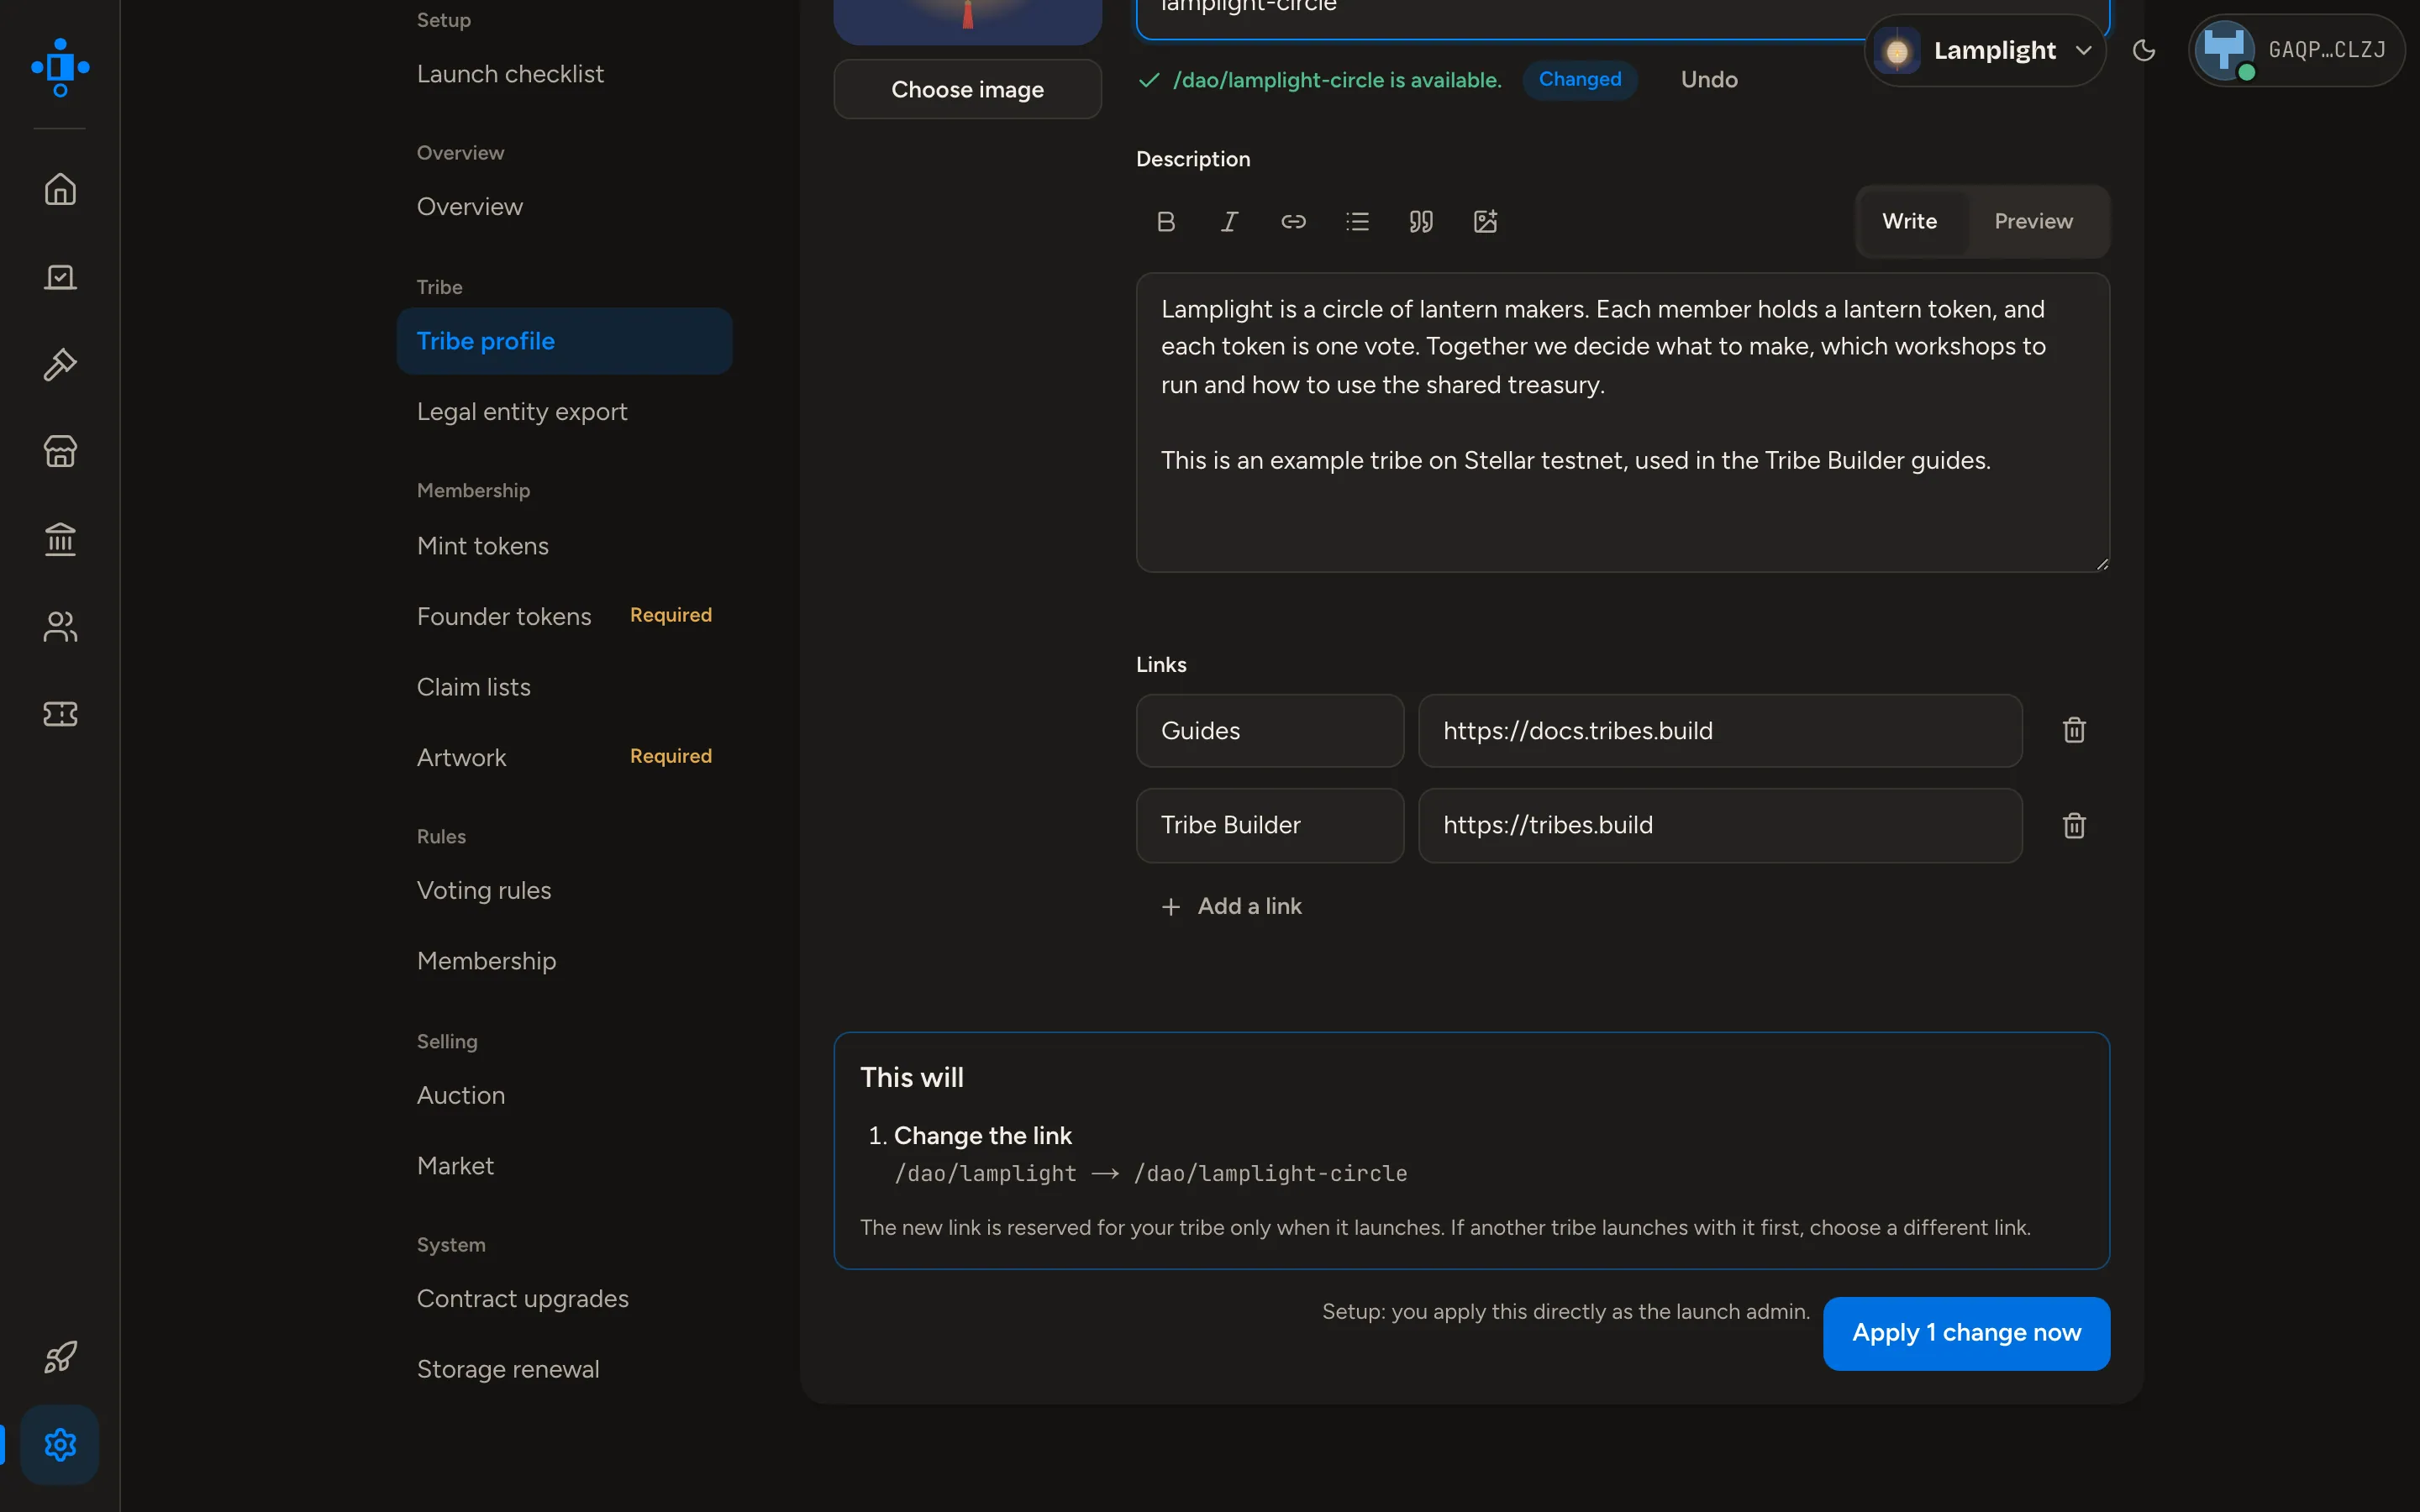 Setup
Launch checklist
Overview
Overview
Tribe
Tribe profile
Legal entity export
Membership
Mint tokens
Founder tokens Required
Claim lists
Artwork Required
Rules
Voting rules
Membership
Selling
Auction
Market
System
Contract upgrades
Storage renewal
Choose image
lamplight-circle
/dao/lamplight-circle is available. Changed Undo
Lamplight
GAQP...CLZJ
Description
Write Preview
Lamplight is a circle of lantern makers. Each member holds a lantern token, and
each token is one vote. Together we decide what to make, which workshops to
run and how to use the shared treasury.
This is an example tribe on Stellar testnet, used in the Tribe Builder guides.
Links
Guides https://docs.tribes.build
Tribe Builder https://tribes.build
Add a link
This will
1. Change the link
/dao/lamplight → /dao/lamplight-circle
The new link is reserved for your tribe only when it launches. If another tribe launches with it first, choose a different link.
Setup: you apply this directly as the launch admin.
Apply 1 change now